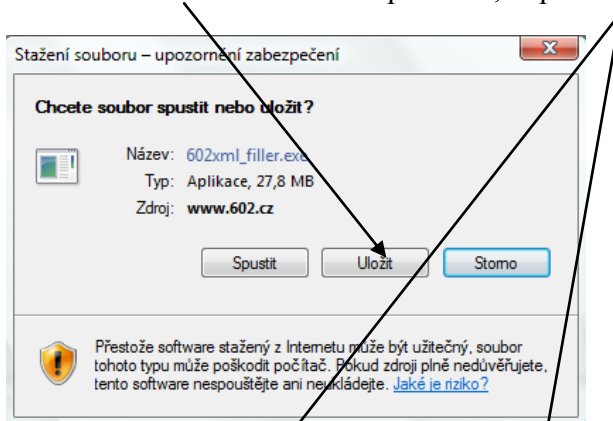 Stažení souboru – upozornění zabezpečení
Chcete soubor spustit nebo uložit?
Název: 602xml_filler.exe
Typ: Aplikace, 27,8 MB
Zdroj: www.602.cz
Spustit Uložit Storno
Přestože software stažený z Internetu může být užitečný, soubor
tohoto typu může poškodit počítač. Pokud zdroji plně nedůvěřujete,
tento software nespouštějte ani neukládejte. Jaké je riziko?